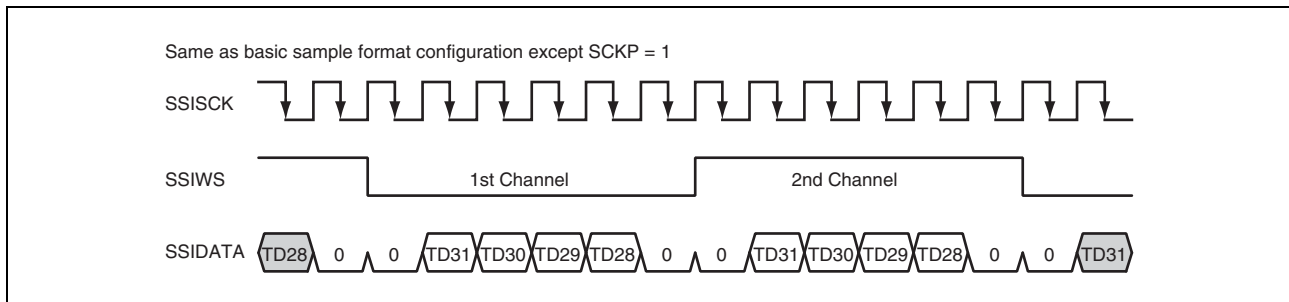 Same as basic sample format configuration except SCKP = 1
SSISCK
SSIWS 1st Channel 2nd Channel
SSIDATA TD28 0 0 TD31 TD30 TD29 TD28 0 0 TD31 TD30 TD29 TD28 0 0 TD31